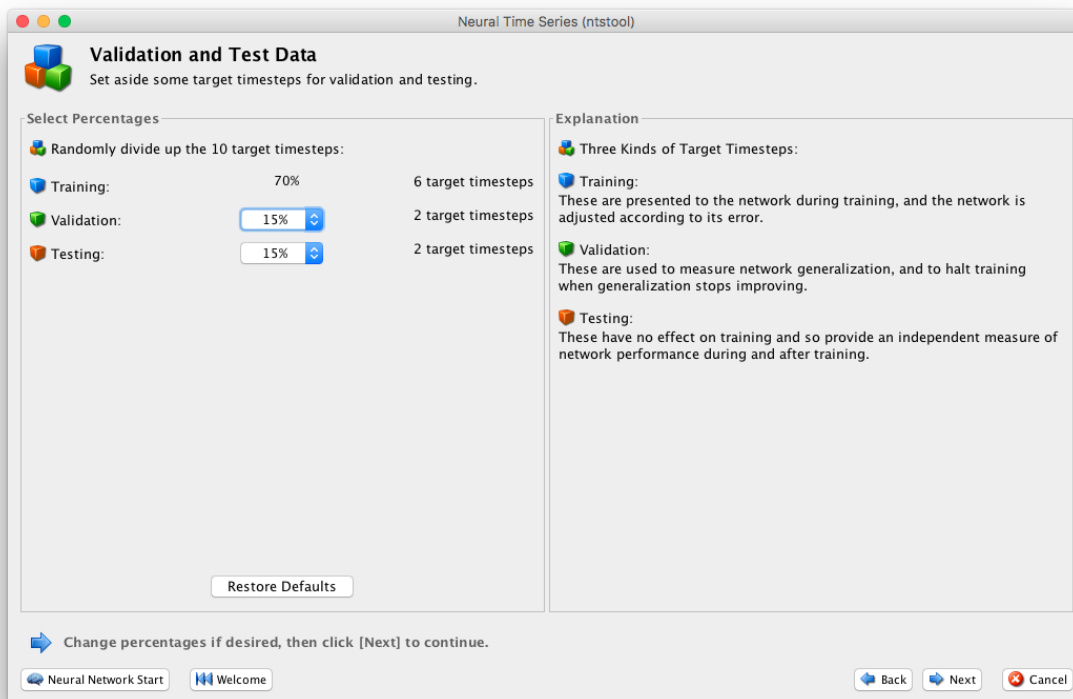 Neural Time Series (ntstool)
Validation and Test Data
Set aside some target timesteps for validation and testing.
Select Percentages
Randomly divide up the 10 target timesteps:
Training: 70% 6 target timesteps
Validation: 15% 2 target timesteps
Testing: 15% 2 target timesteps
Restore Defaults
Explanation
Three Kinds of Target Timesteps:
Training:
These are presented to the network during training, and the network is
adjusted according to its error.
Validation:
These are used to measure network generalization, and to halt training
when generalization stops improving.
Testing:
These have no effect on training and so provide an independent measure of
network performance during and after training.
Change percentages if desired, then click [Next] to continue.
Neural Network Start Welcome Back Next Cancel